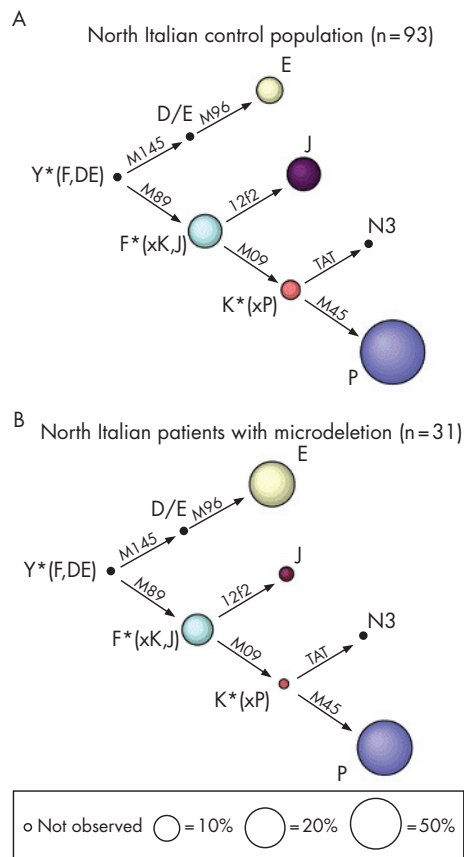 A
North Italian control population (n=93)
E
D/E
M96
M145
J
Y*(F,DE)
M89
12f2
F*(xK,J)
N3
M09
TAT
K*(xP)
M45
P
B
North Italian patients with microdeletion (n=31)
E
D/E
M96
M145
J
Y*(F,DE)
M89
12f2
F*(xK,J)
N3
M09
TAT
K*(xP)
M45
P
Not observed =10% =20% =50%